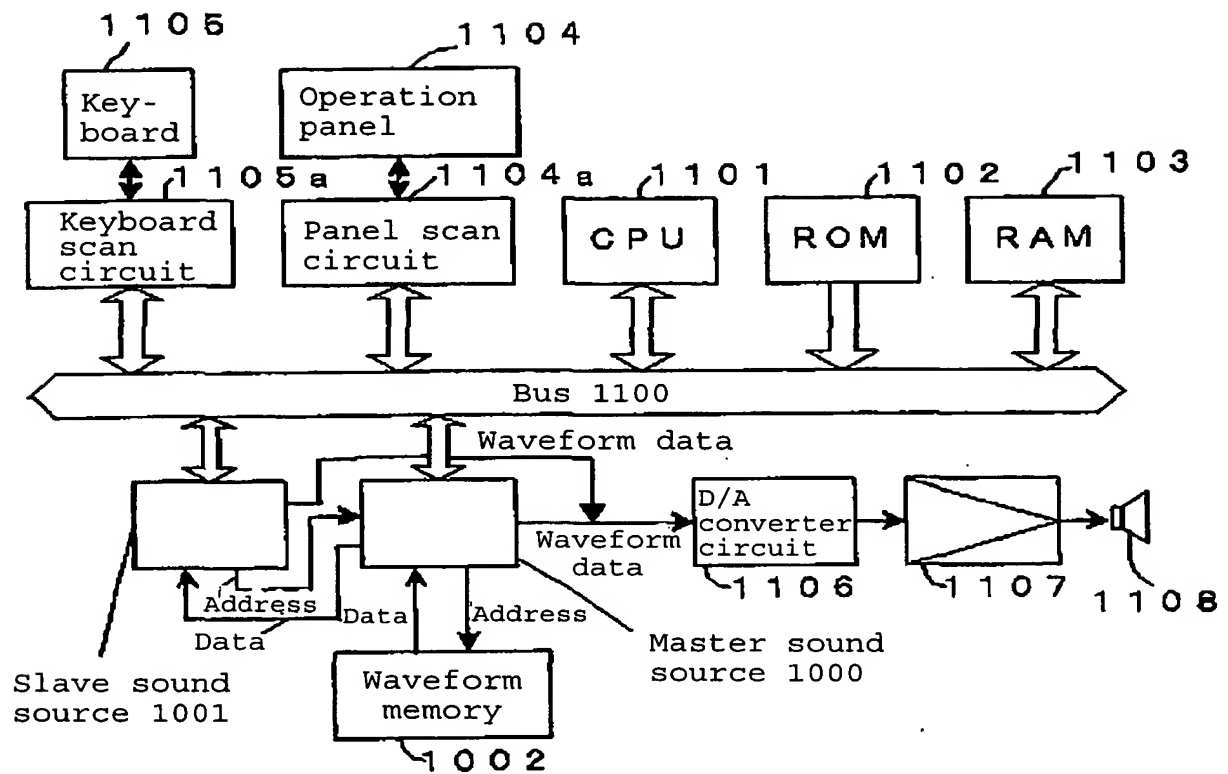 1105
1104
Key-
board
Operation
panel
1105a
1104a
1101
1102
1103
Keyboard
scan
circuit
Panel scan
circuit
CPU
ROM
RAM
Bus 1100
Waveform data
D/A
converter
circuit
Waveform
data
1106
1107
1108
Address
Data
Data
Address
Slave sound
source 1001
Master sound
source 1000
Waveform
memory
1002